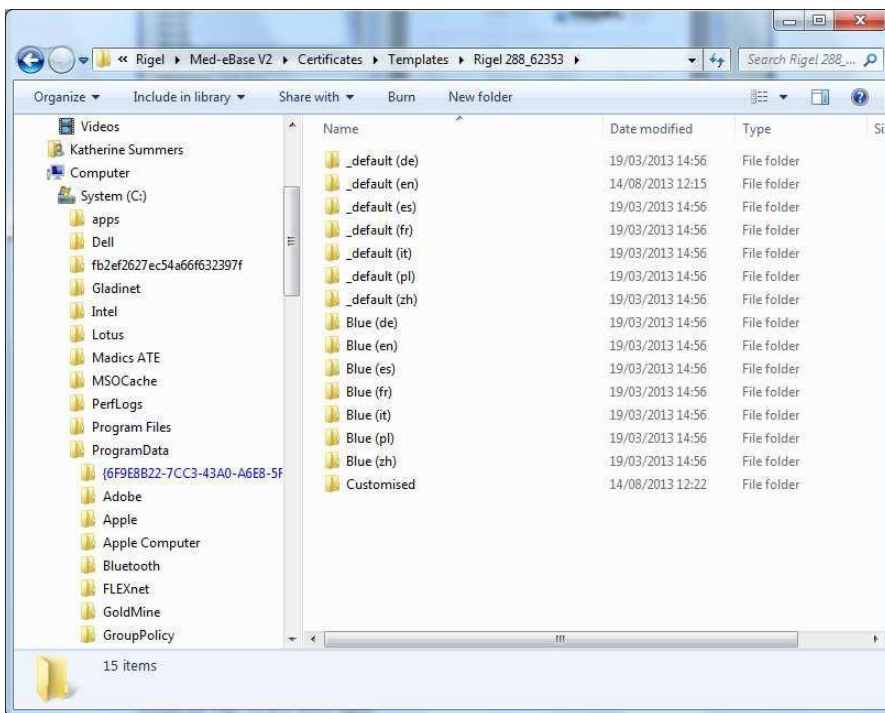 « Rigel ▸ Med-eBase V2 ▸ Certificates ▸ Templates ▸ Rigel 288_62353 ▸
Search Rigel 288_...
Organize Include in library Share with Burn New folder
Name Date modified Type Si
Videos
Katherine Summers
Computer
System (C:)
apps
Dell
fb2ef2627ec54a66f632397f
Gladinet
Intel
Lotus
Madics ATE
MSOCache
PerfLogs
Program Files
ProgramData
{6F9E8B22-7CC3-43A0-A6E8-5F
Adobe
Apple
Apple Computer
Bluetooth
FLEXnet
GoldMine
GroupPolicy
_default (de) 19/03/2013 14:56 File folder
_default (en) 14/08/2013 12:15 File folder
_default (es) 19/03/2013 14:56 File folder
_default (fr) 19/03/2013 14:56 File folder
_default (it) 19/03/2013 14:56 File folder
_default (pl) 19/03/2013 14:56 File folder
_default (zh) 19/03/2013 14:56 File folder
Blue (de) 19/03/2013 14:56 File folder
Blue (en) 19/03/2013 14:56 File folder
Blue (es) 19/03/2013 14:56 File folder
Blue (fr) 19/03/2013 14:56 File folder
Blue (it) 19/03/2013 14:56 File folder
Blue (pl) 19/03/2013 14:56 File folder
Blue (zh) 19/03/2013 14:56 File folder
Customised 14/08/2013 12:22 File folder
15 items